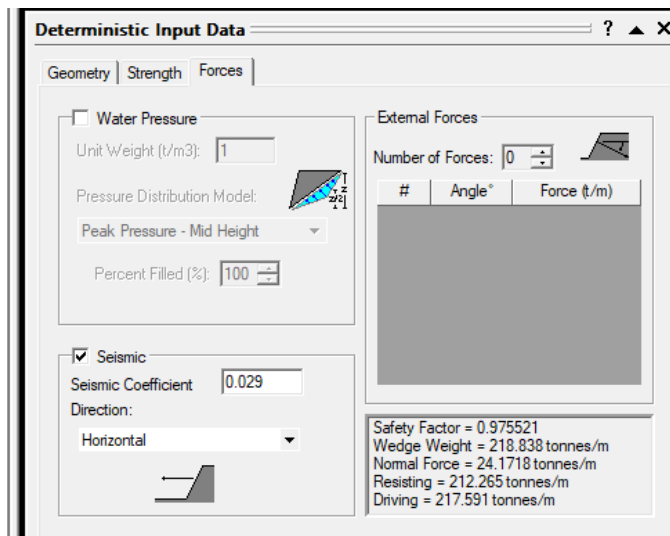 Deterministic Input Data
? ▲ X
Geometry
Strength
Forces
Water Pressure
Unit Weight (t/m3): 1
Pressure Distribution Model:
z
z/2
Peak Pressure - Mid Height
Percent Filled (%): 100
Seismic
Seismic Coefficient 0.029
Direction:
Horizontal
External Forces
Number of Forces: 0
# Angle° Force (t/m)
Safety Factor = 0.975521
Wedge Weight = 218.838 tonnes/m
Normal Force = 24.1718 tonnes/m
Resisting = 212.265 tonnes/m
Driving = 217.591 tonnes/m